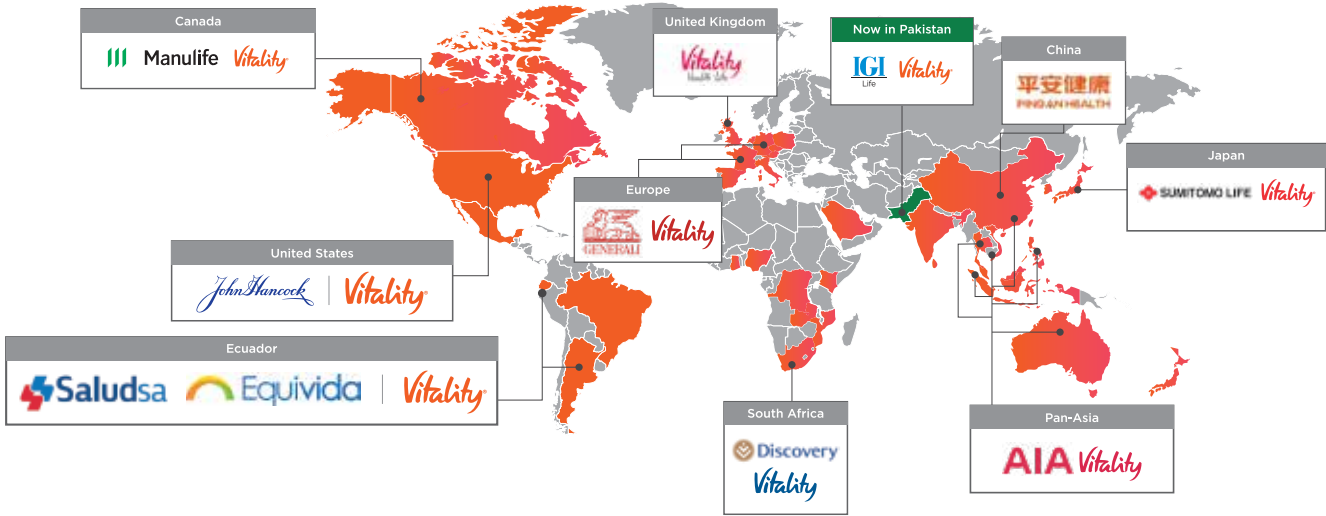 Canada
Manulife Vitality
United Kingdom
Vitality
Health Life
Now in Pakistan
IGI Vitality
Life
China
平安健康
PINGAN HEALTH
Japan
SUMITOMO LIFE Vitality
Europe
GENERALI Vitality
United States
John Hancock Vitality
Ecuador
Saludsa Equivida Vitality
South Africa
Discovery
Vitality
Pan-Asia
AIA Vitality